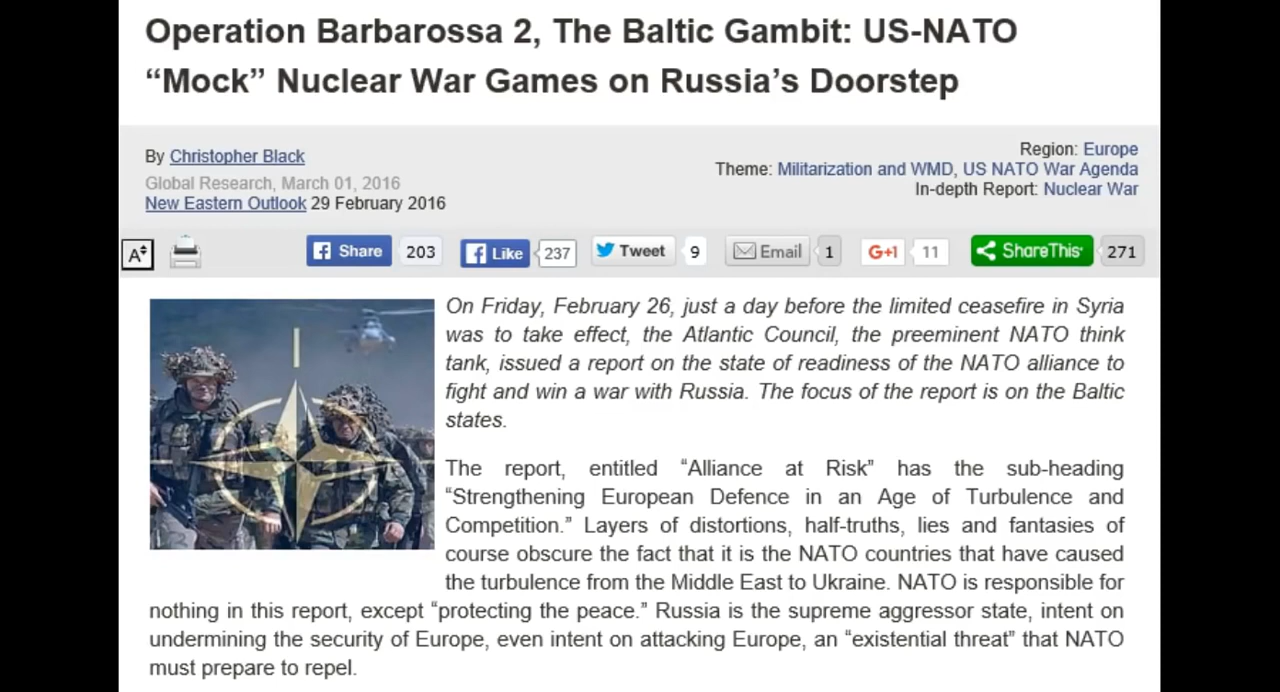 Operation Barbarossa 2, The Baltic Gambit: US-NATO
“Mock” Nuclear War Games on Russia’s Doorstep
By Christopher Black
Global Research, March 01, 2016
New Eastern Outlook 29 February 2016
Region: Europe
Theme: Militarization and WMD, US NATO War Agenda
In-depth Report: Nuclear War
A Share 203 Like 237 Tweet 9 Email 1 G+1 11 ShareThis 271
On Friday, February 26, just a day before the limited ceasefire in Syria
was to take effect, the Atlantic Council, the preeminent NATO think
tank, issued a report on the state of readiness of the NATO alliance to
fight and win a war with Russia. The focus of the report is on the Baltic
states.
The report, entitled “Alliance at Risk” has the sub-heading
“Strengthening European Defence in an Age of Turbulence and
Competition.” Layers of distortions, half-truths, lies and fantasies of
course obscure the fact that it is the NATO countries that have caused
the turbulence from the Middle East to Ukraine. NATO is responsible for
nothing in this report, except “protecting the peace.” Russia is the supreme aggressor state, intent on
undermining the security of Europe, even intent on attacking Europe, an “existential threat” that NATO
must prepare to repel.